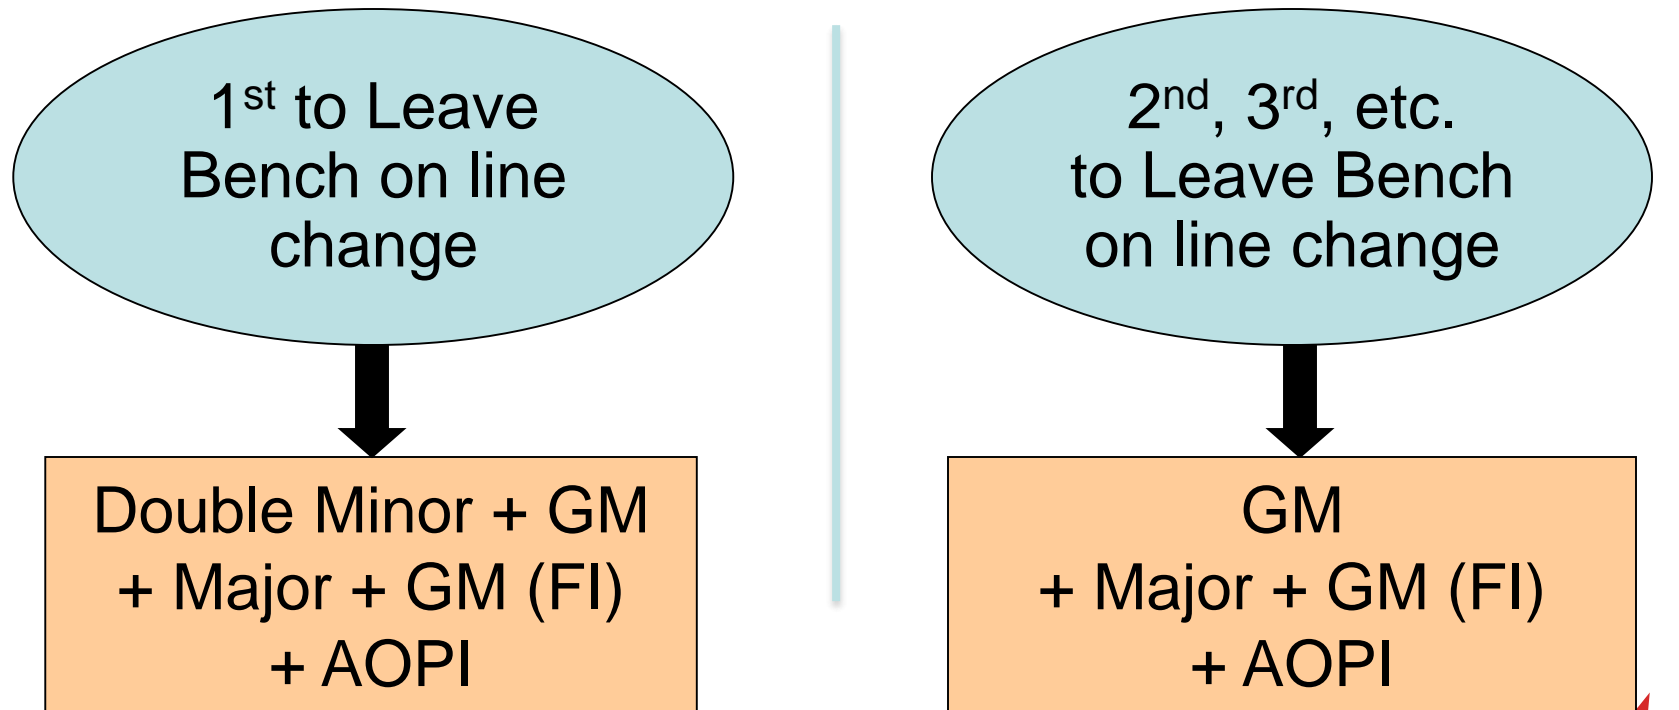 1st to Leave
Bench on line
change
Double Minor + GM
+ Major + GM (FI)
+ AOPI
2nd, 3rd, etc.
to Leave Bench
on line change
GM
+ Major + GM (FI)
+ AOPI